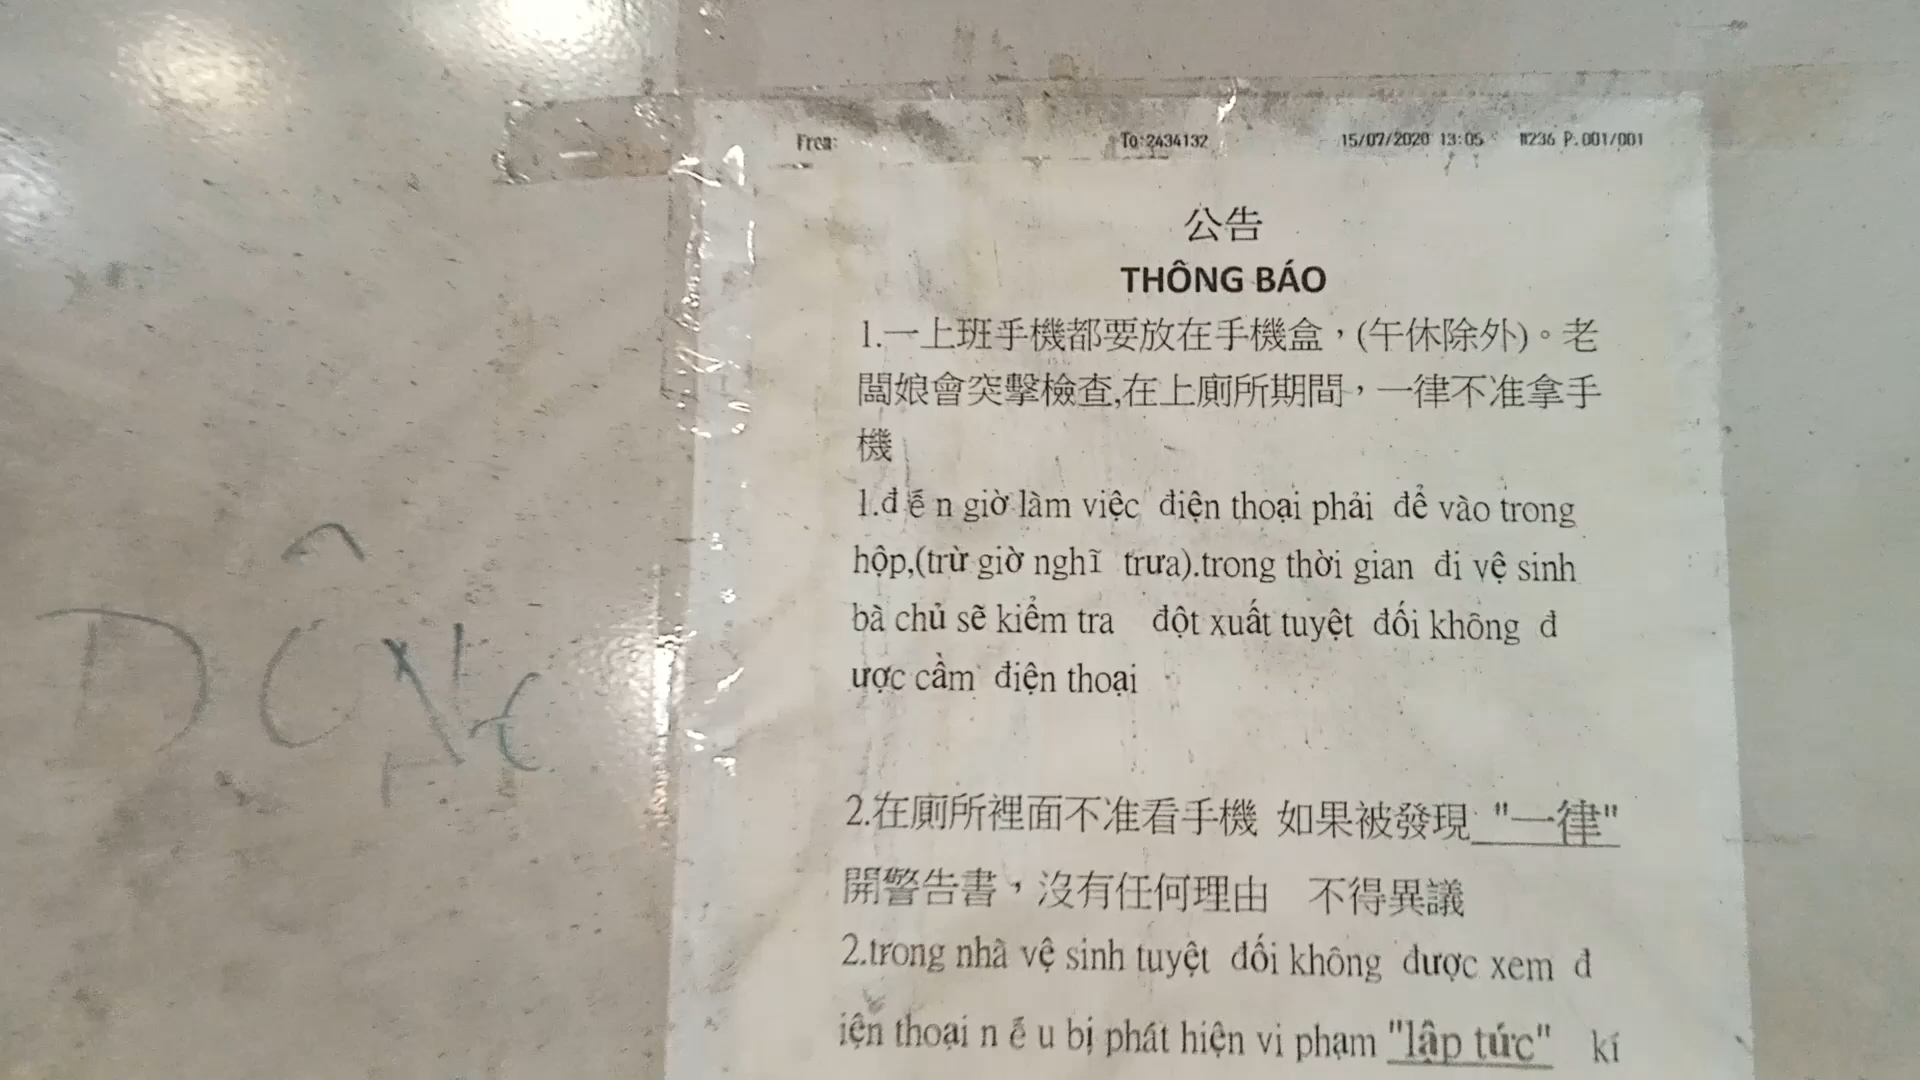 From: To:2434132 15/07/2020 13:05 #236 P.001/001
公告
THÔNG BÁO
1.一上班手機都要放在手機盒，(午休除外)。老
闆娘會突擊檢查,在上廁所期間，一律不准拿手
機
1.đ ế n giờ làm việc điện thoại phải để vào trong
hộp,(trừ giờ nghĩ trưa).trong thời gian đi vệ sinh
bà chủ sẽ kiểm tra đột xuất tuyệt đối không đ
ược cầm điện thoại
2.在廁所裡面不准看手機 如果被發現 "一律"
開警告書，沒有任何理由 不得異議
2.trong nhà vệ sinh tuyệt đối không được xem đ
iện thoại n ế u bị phát hiện vi phạm "lập tức" kí